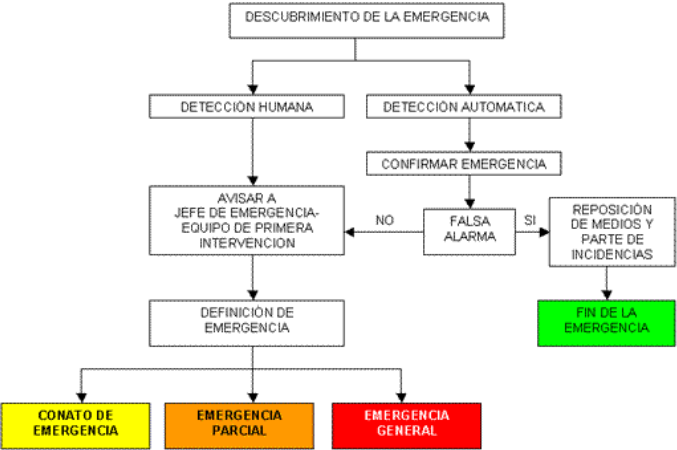 DESCUBRIMIENTO DE LA EMERGENCIA
DETECCIÓN HUMANA
DETECCIÓN AUTOMATICA
CONFIRMAR EMERGENCIA
AVISAR A
JEFE DE EMERGENCIA-
EQUIPO DE PRIMERA
INTERVENCION
NO
FALSA
ALARMA
SI
REPOSICIÓN
DE MEDIOS Y
PARTE DE
INCIDENCIAS
DEFINICIÓN DE
EMERGENCIA
FIN DE LA
EMERGENCIA
CONATO DE
EMERGENCIA
EMERGENCIA
PARCIAL
EMERGENCIA
GENERAL